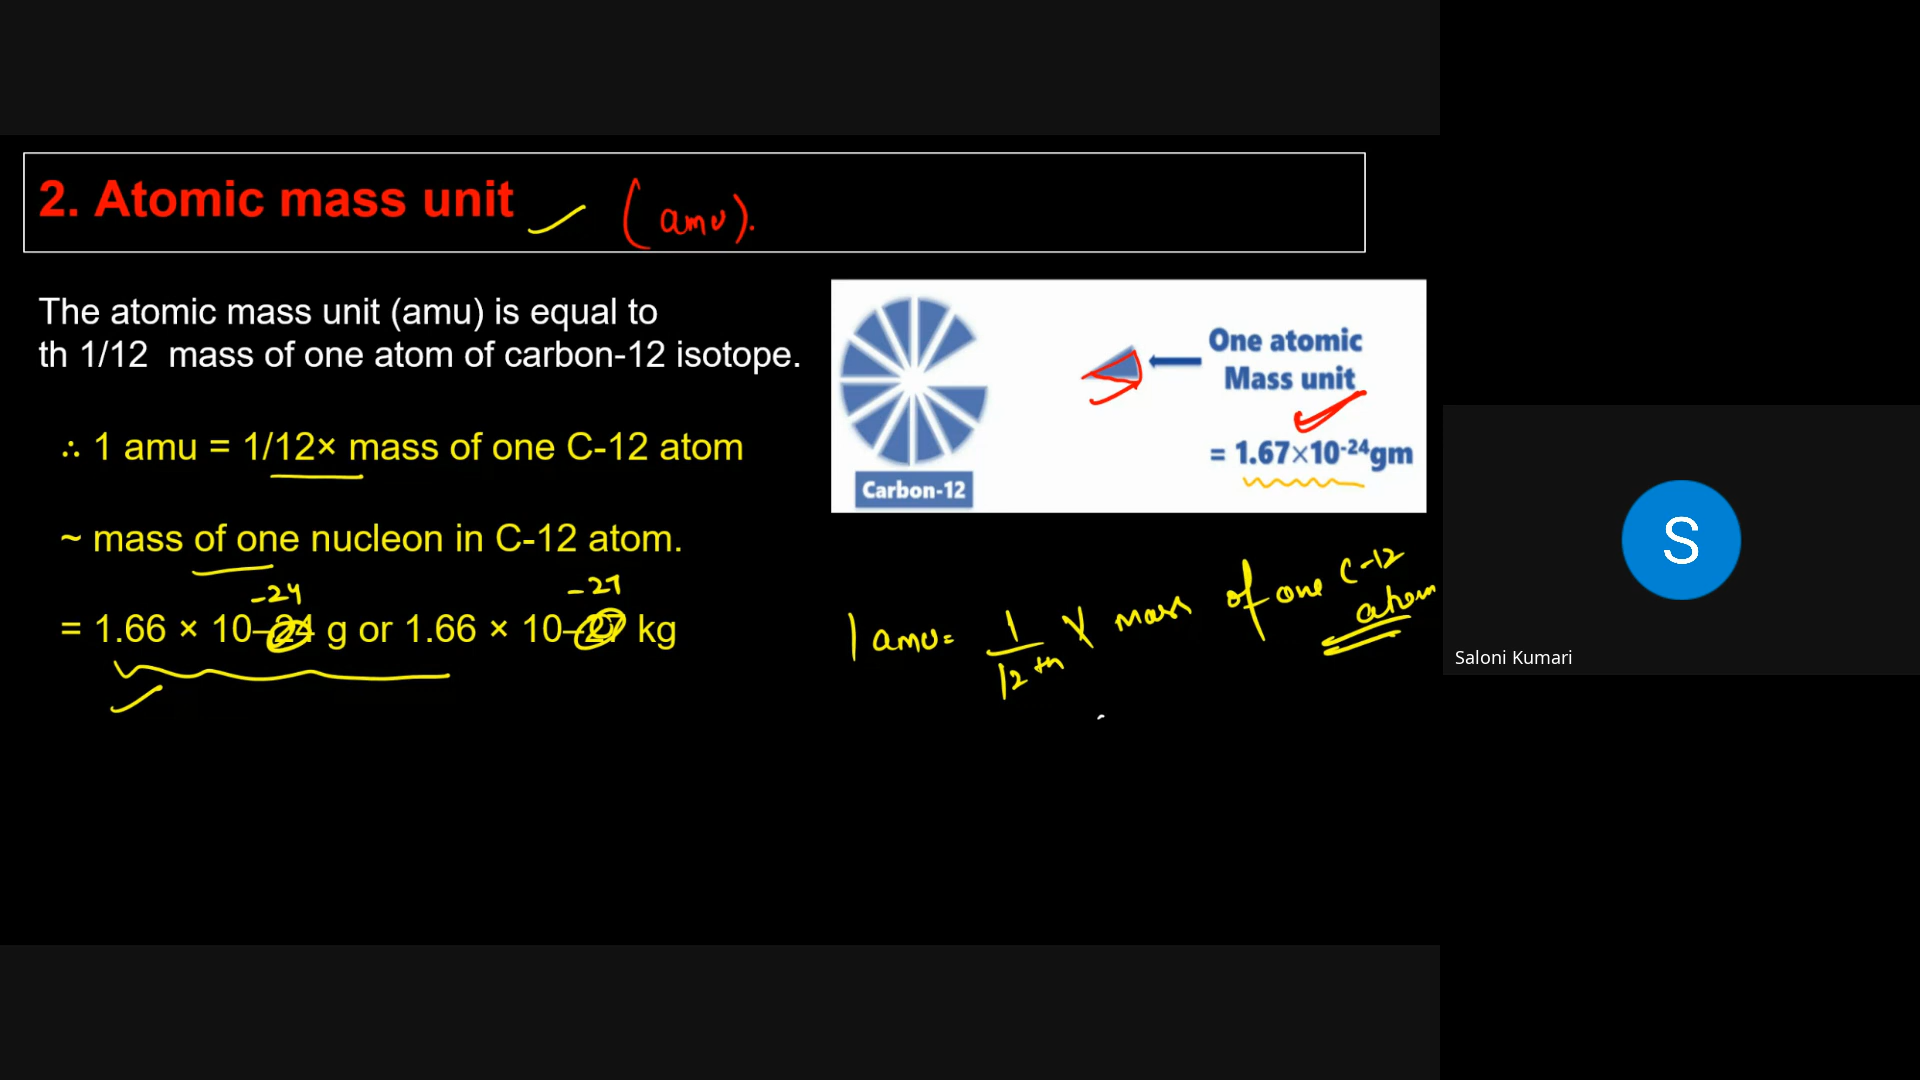 2. Atomic mass unit (amu).
The atomic mass unit (amu) is equal to
th 1/12 mass of one atom of carbon-12 isotope.
∴ 1 amu = 1/12× mass of one C-12 atom
~ mass of one nucleon in C-12 atom.
-24 -27
= 1.66 × 10–24 g or 1.66 × 10–27 kg
One atomic
Mass unit
= 1.67×10-24gm
Carbon-12
1 amu = 1/12th × mass of one C-12
atom
S
Saloni Kumari